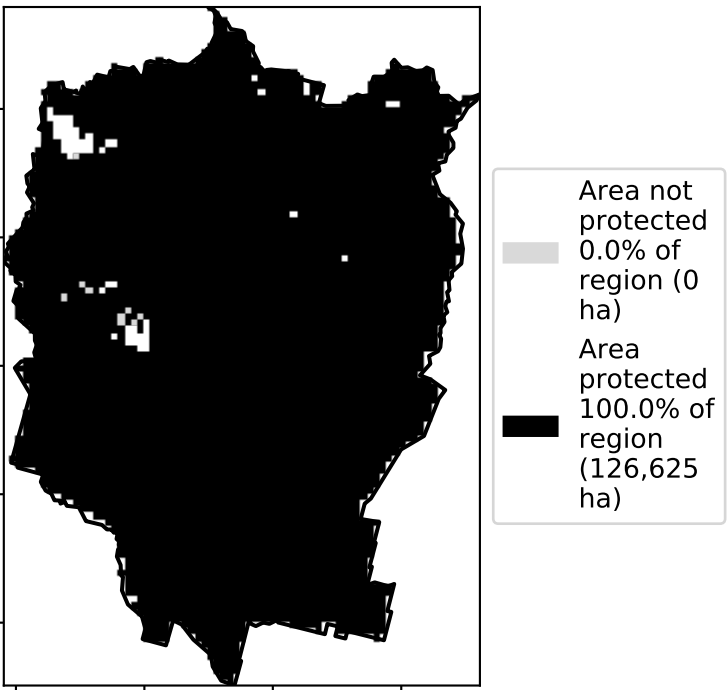 Area not
protected
0.0% of
region (0
ha)
Area
protected
100.0% of
region
(126,625
ha)